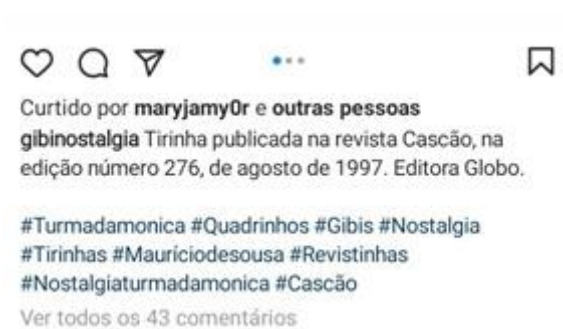 Curtido por maryjamy0r e outras pessoas
gibinostalgia Tirinha publicada na revista Cascão, na
edição número 276, de agosto de 1997. Editora Globo.
#Turmadamonica #Quadrinhos #Gibis #Nostalgia
#Tirinhas #Mauríciodesousa #Revistinhas
#Nostalgiaturmadamonica #Cascão
Ver todos os 43 comentários